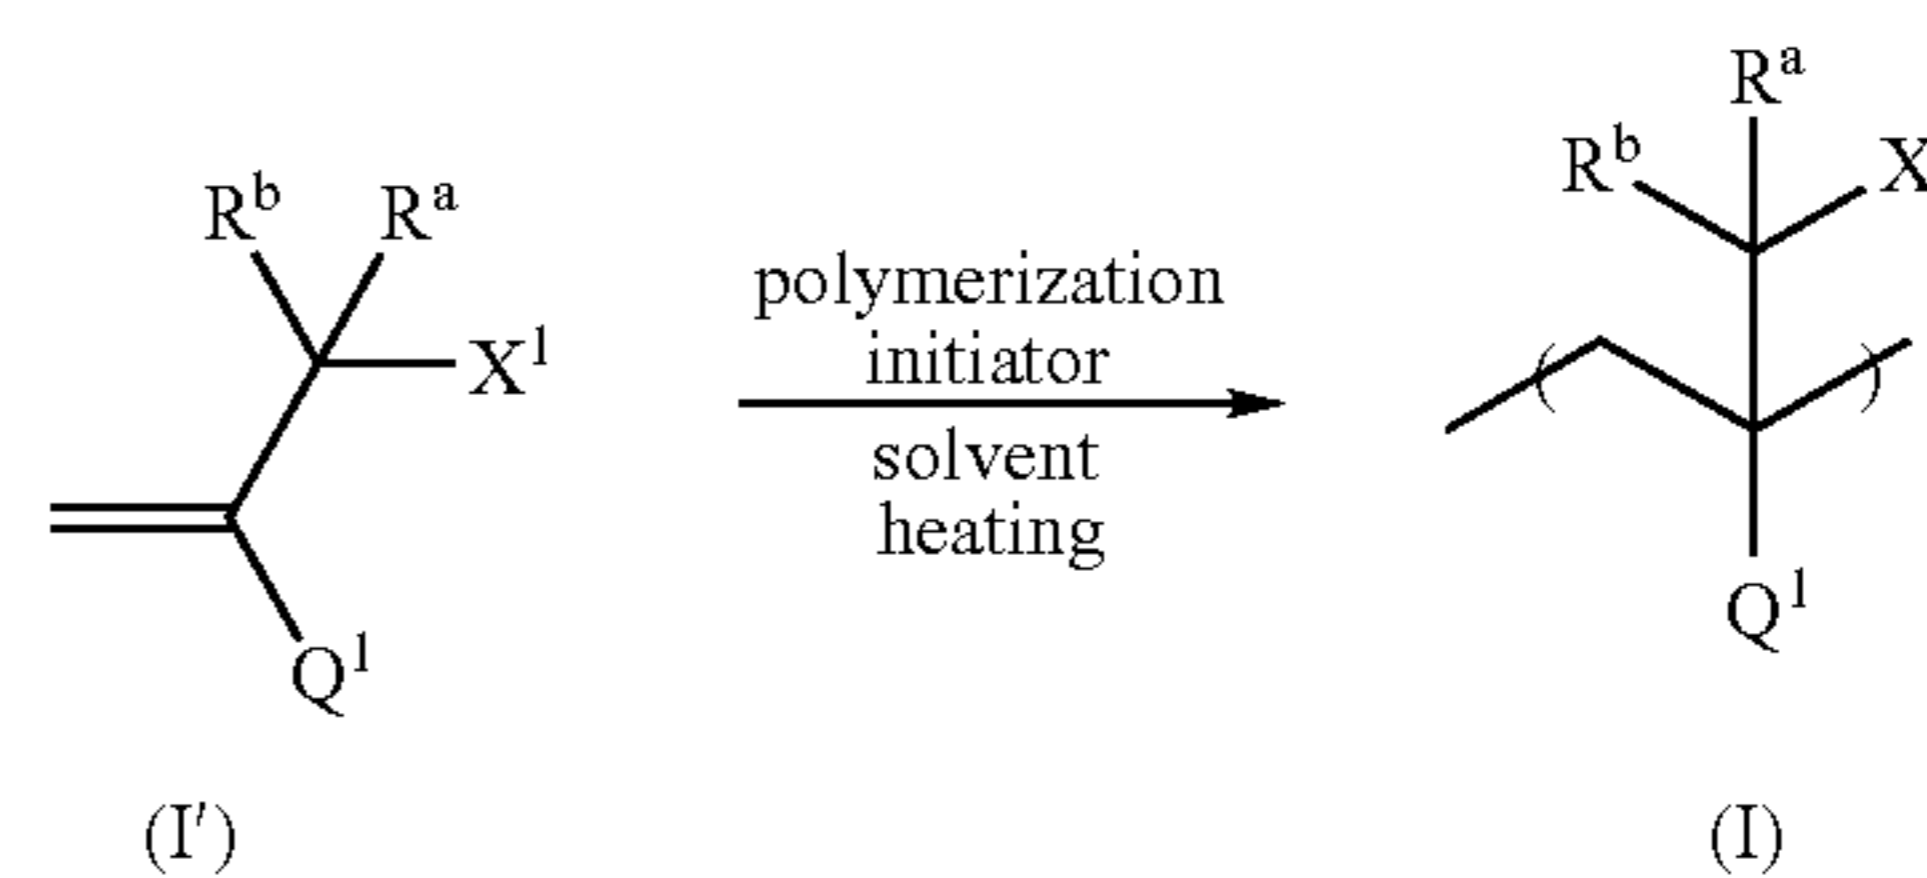 R^b R^a
X^1
Q^1
(I')
polymerization
initiator
solvent
heating
R^a
R^b
X
Q^1
(I)